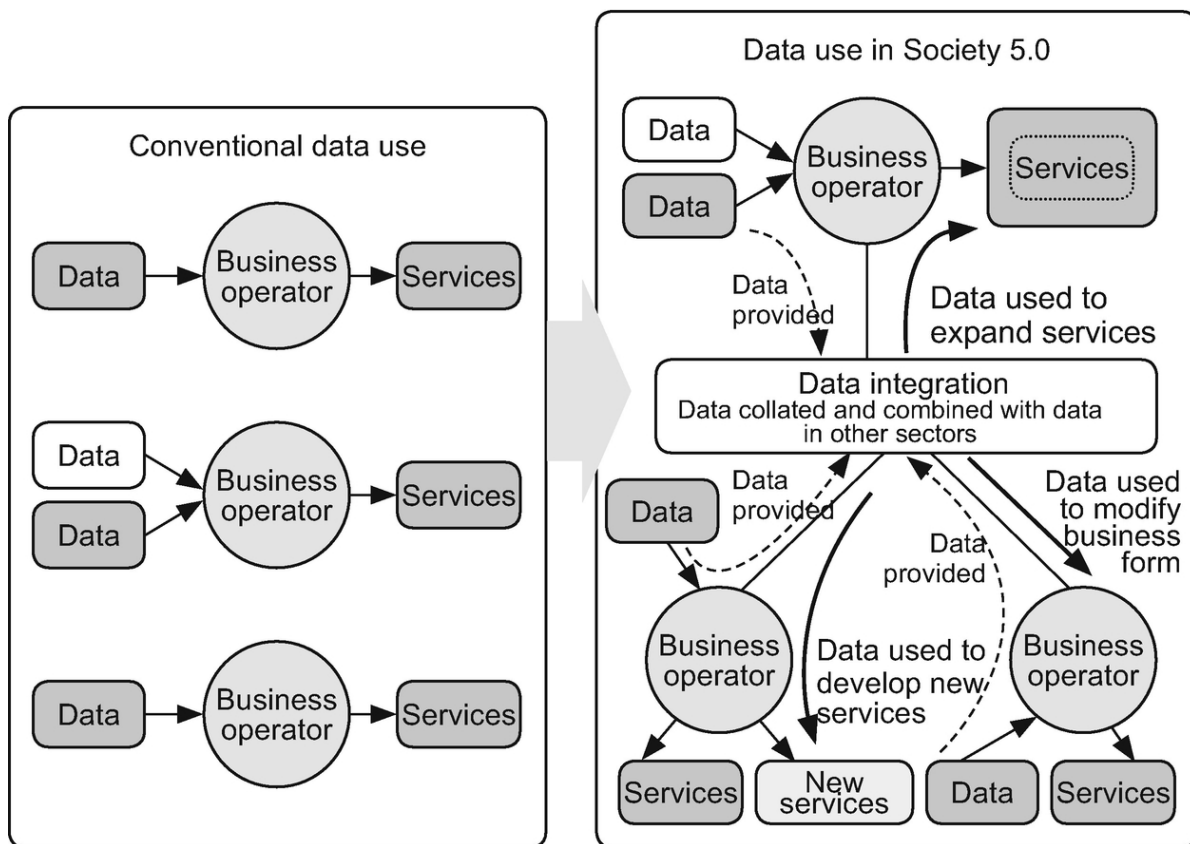 Conventional data use
Data
Business
operator
Services
Data
Data
Business
operator
Services
Data
Business
operator
Services
Data use in Society 5.0
Data
Data
Business
operator
Services
Data
provided
Data used to
expand services
Data integration
Data collated and combined with data
in other sectors
Data
Data
provided
Data
provided
Data used
to modify
business
form
Business
operator
Data used to
develop new
services
Business
operator
Services
New
services
Data
Services